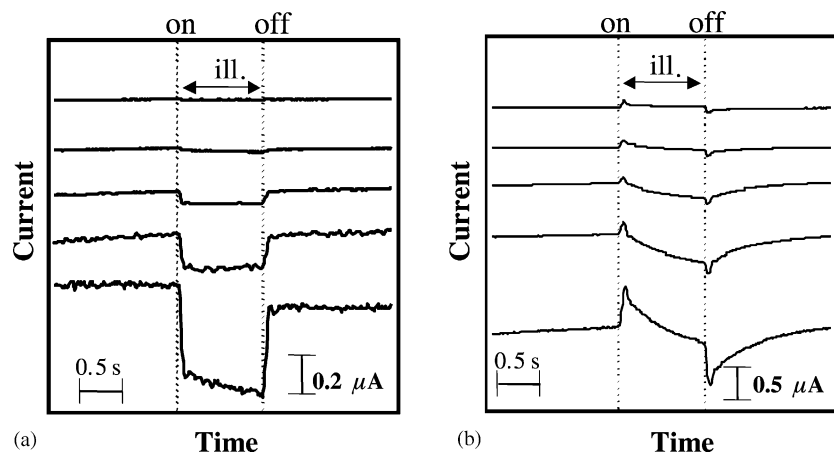 on off
ill.
Current
0.5 s
0.2 μA
(a)
Time
on off
ill.
Current
0.5 s
0.5 μA
(b)
Time